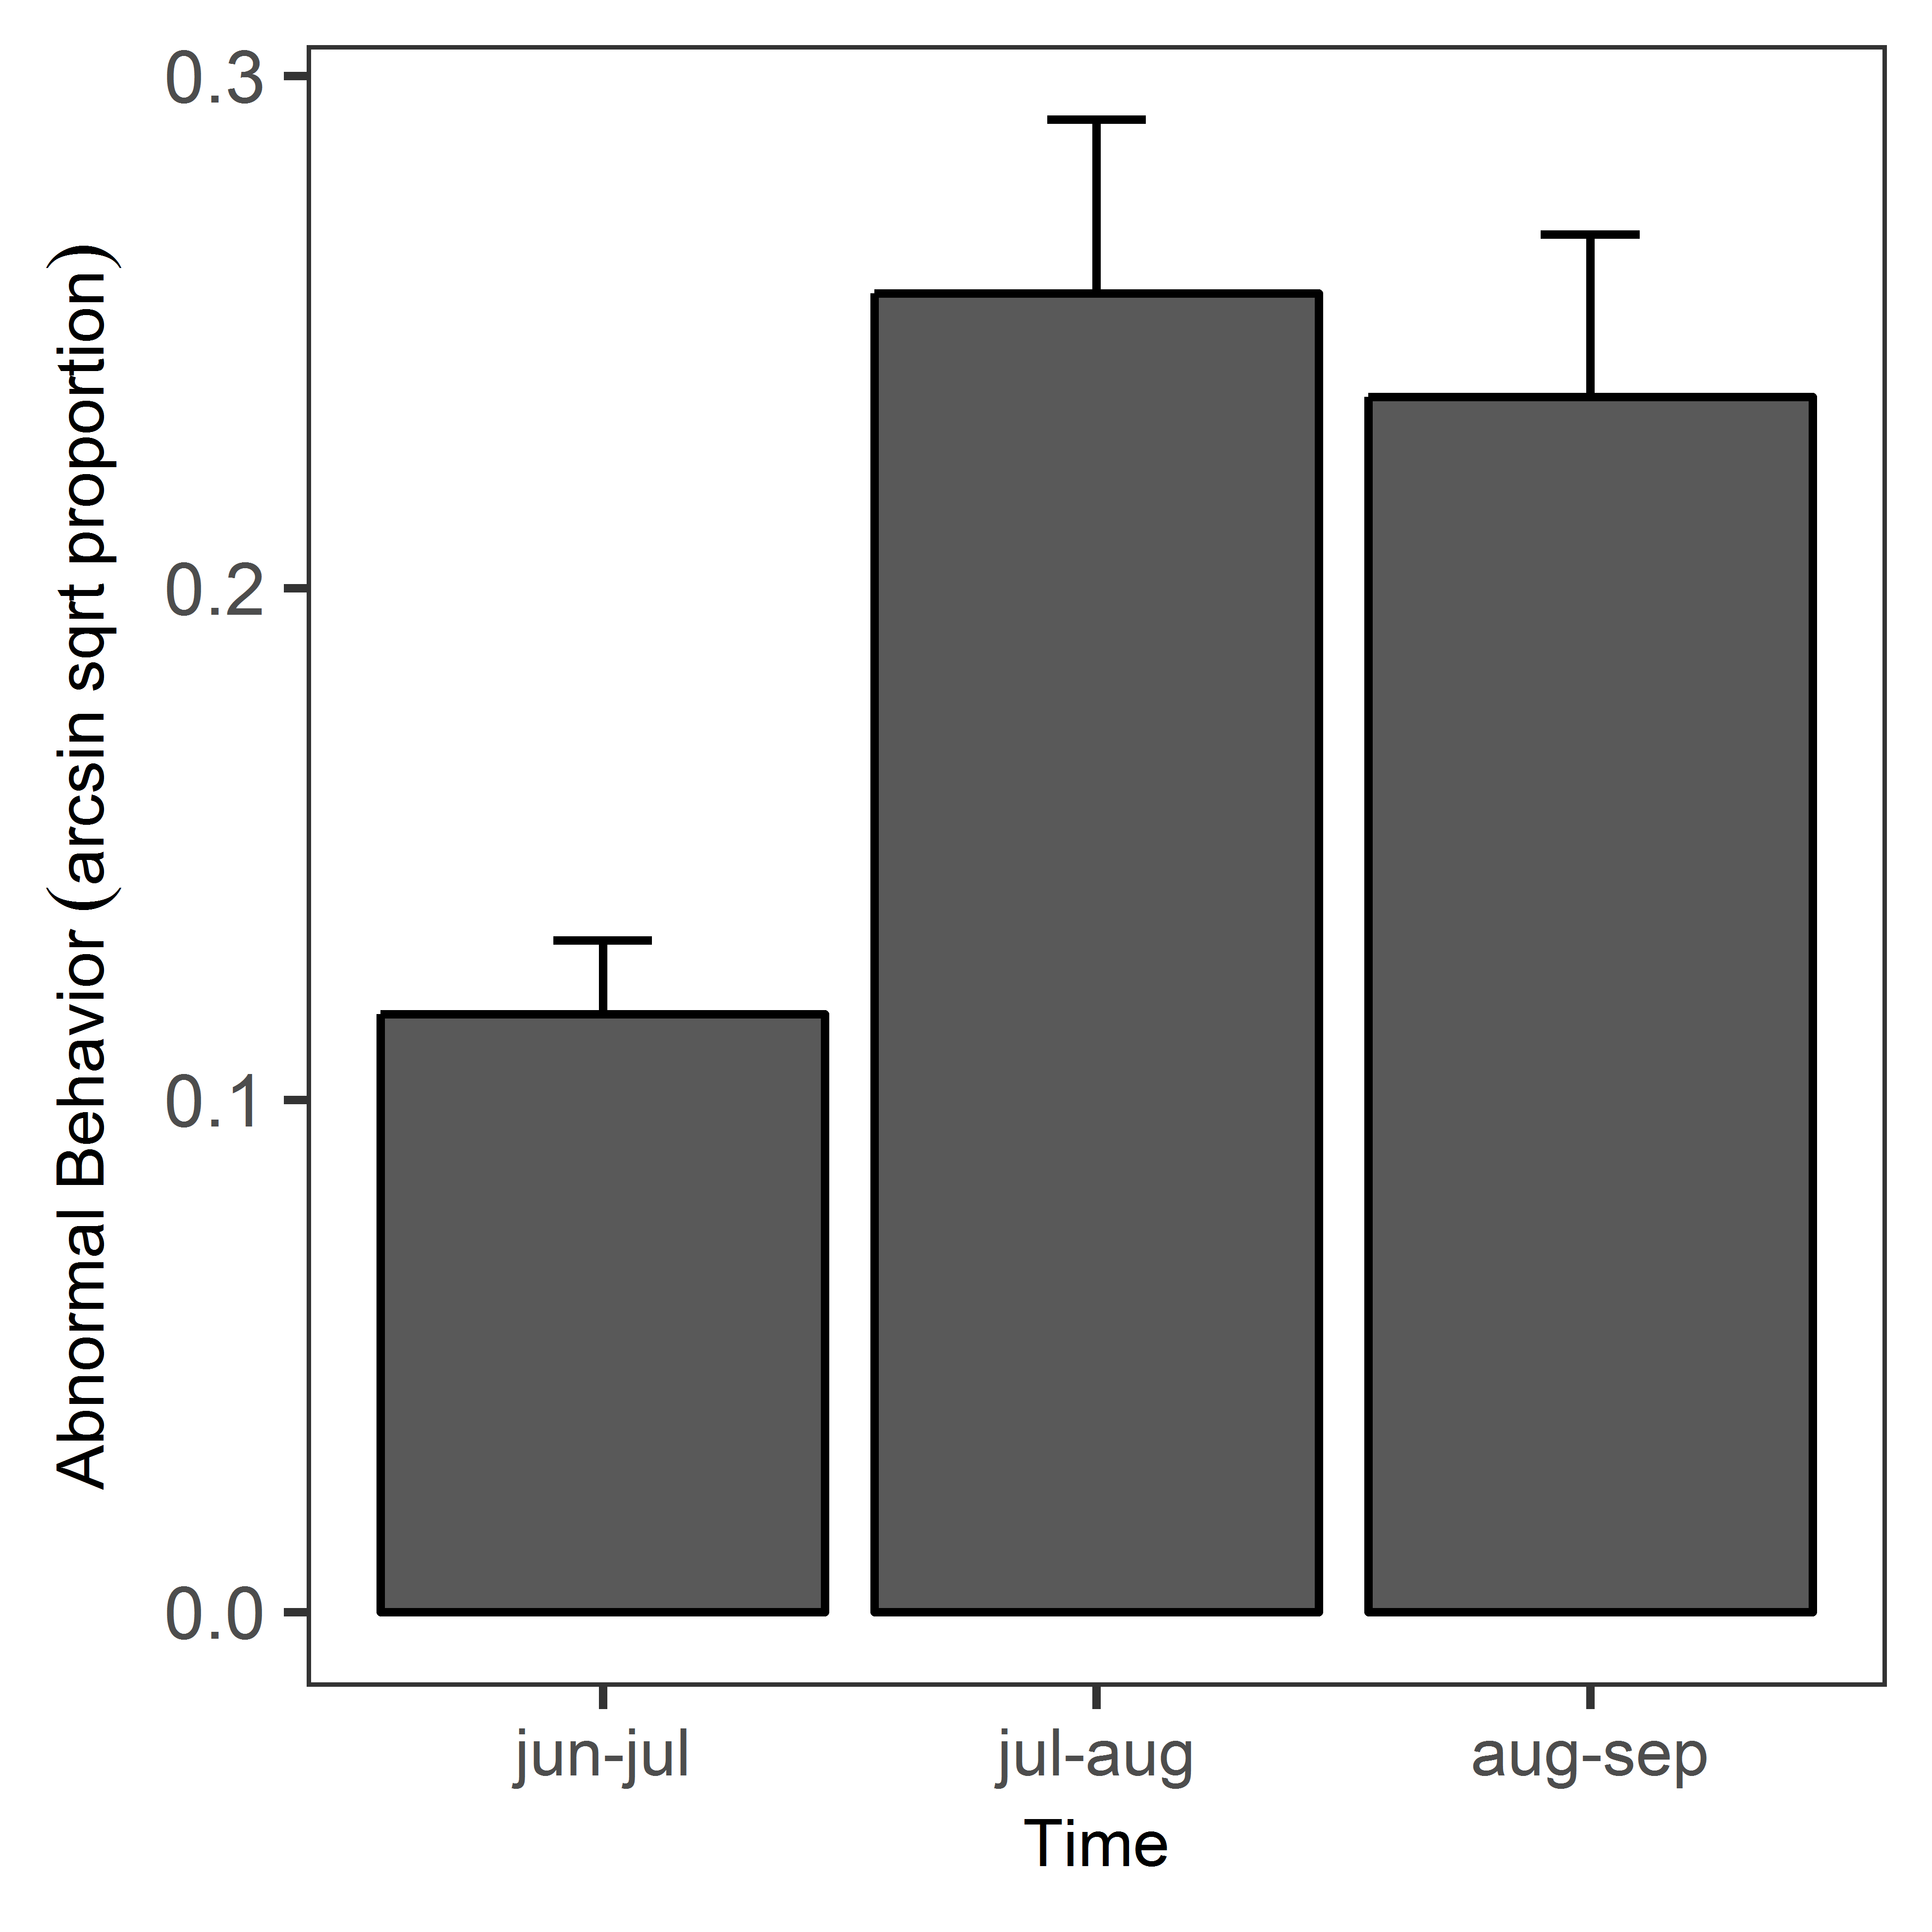 Abnormal Behavior (arcsin sqrt proportion)
0.3
0.2
0.1
0.0
jun-jul
jul-aug
aug-sep
Time